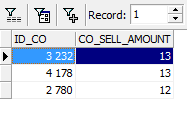 Record: 1
ID_CO CO_SELL_AMOUNT
3 232 13
4 178 13
2 780 12